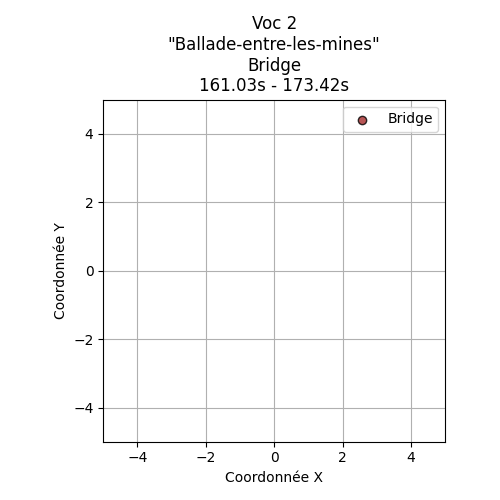 Voc 2
"Ballade-entre-les-mines"
Bridge
161.03s - 173.42s
Bridge
4
2
0
−2
−4
Coordonnée Y
−4 −2 0 2 4
Coordonnée X